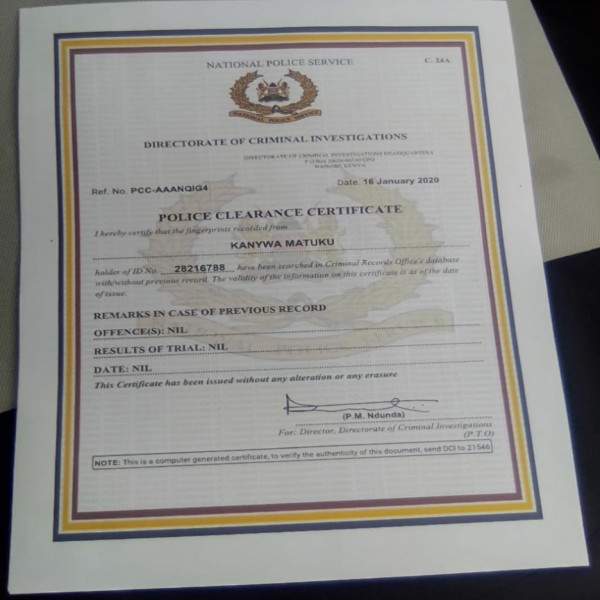 NATIONAL POLICE SERVICE
C. 24A
NATIONAL POLICE SERVICE
DIRECTORATE OF CRIMINAL INVESTIGATIONS
DIRECTORATE OF CRIMINAL INVESTIGATIONS HEADQUARTERS
NAIROBI, KENYA
Ref. No. PCC-AAANQIG4
Date. 16 January 2020
POLICE CLEARANCE CERTIFICATE
I hereby certify that the fingerprints recorded from
KANYWA MATUKU
holder of ID No. 28216788 have been searched in Criminal Records Office's database
with/without previous record. The validity of the information on this certificate is as of the date
of issue.
REMARKS IN CASE OF PREVIOUS RECORD
OFFENCE(S): NIL
RESULTS OF TRIAL: NIL
DATE: NIL
This Certificate has been issued without any alteration or any erasure
(P.M. Ndunda)
For: Director, Directorate of Criminal Investigations
(P.T.O)
NOTE: This is a computer generated certificate, to verify the authenticity of this document, send DCI to 21546